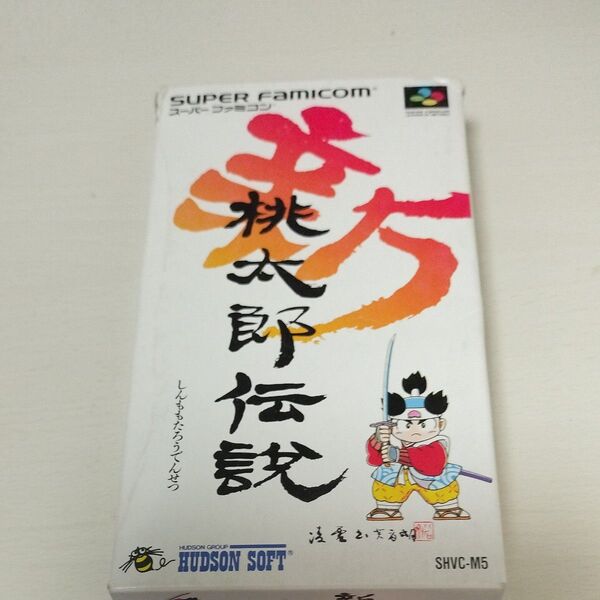 SUPER FAMICOM
スーパーファミコン
新
桃太郎伝説
しんももたろうでんせつ
HUDSON GROUP
HUDSON SOFT®
SHVC-M5
新